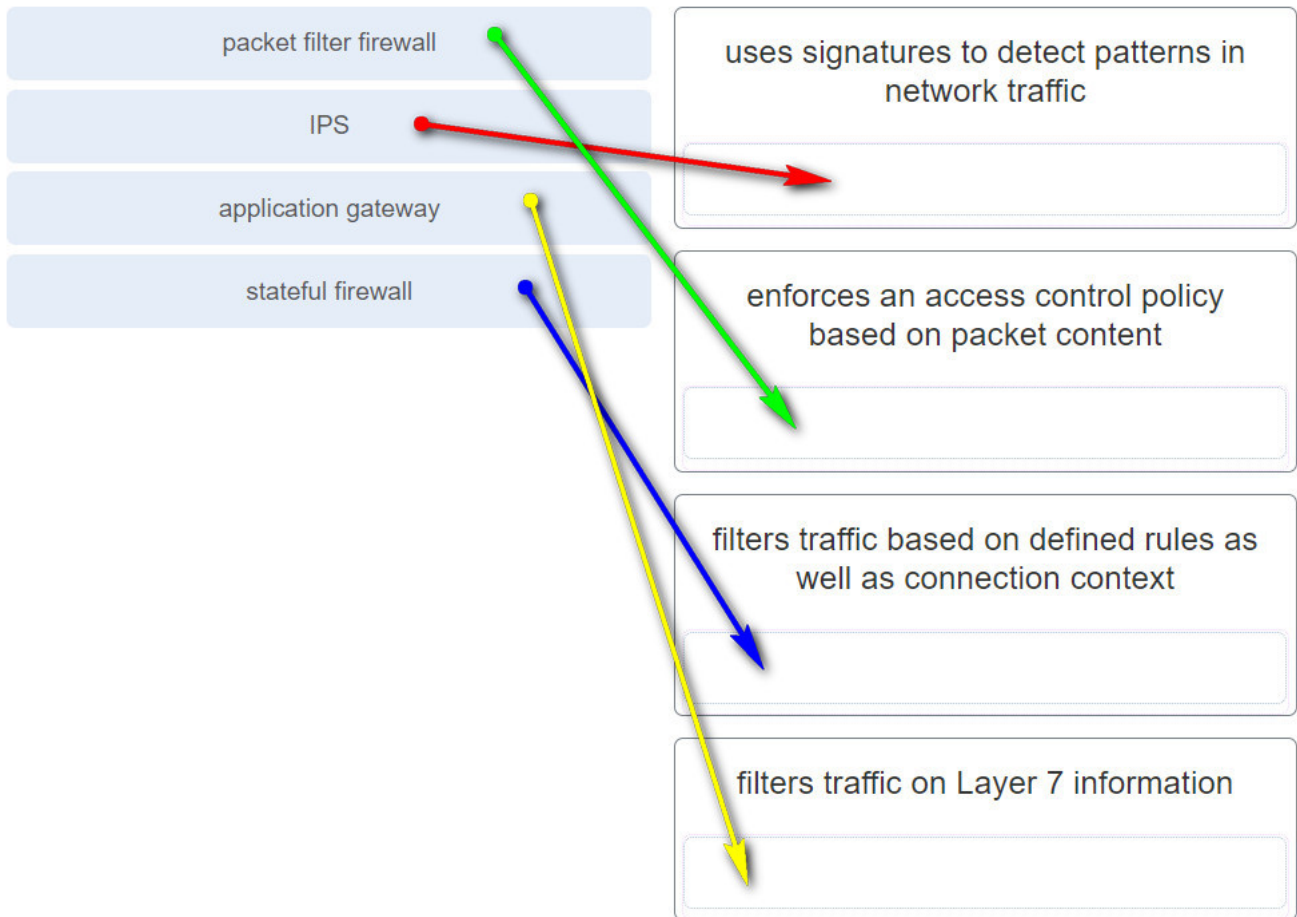 packet filter firewall
IPS
application gateway
stateful firewall
uses signatures to detect patterns in
network traffic
enforces an access control policy
based on packet content
filters traffic based on defined rules as
well as connection context
filters traffic on Layer 7 information